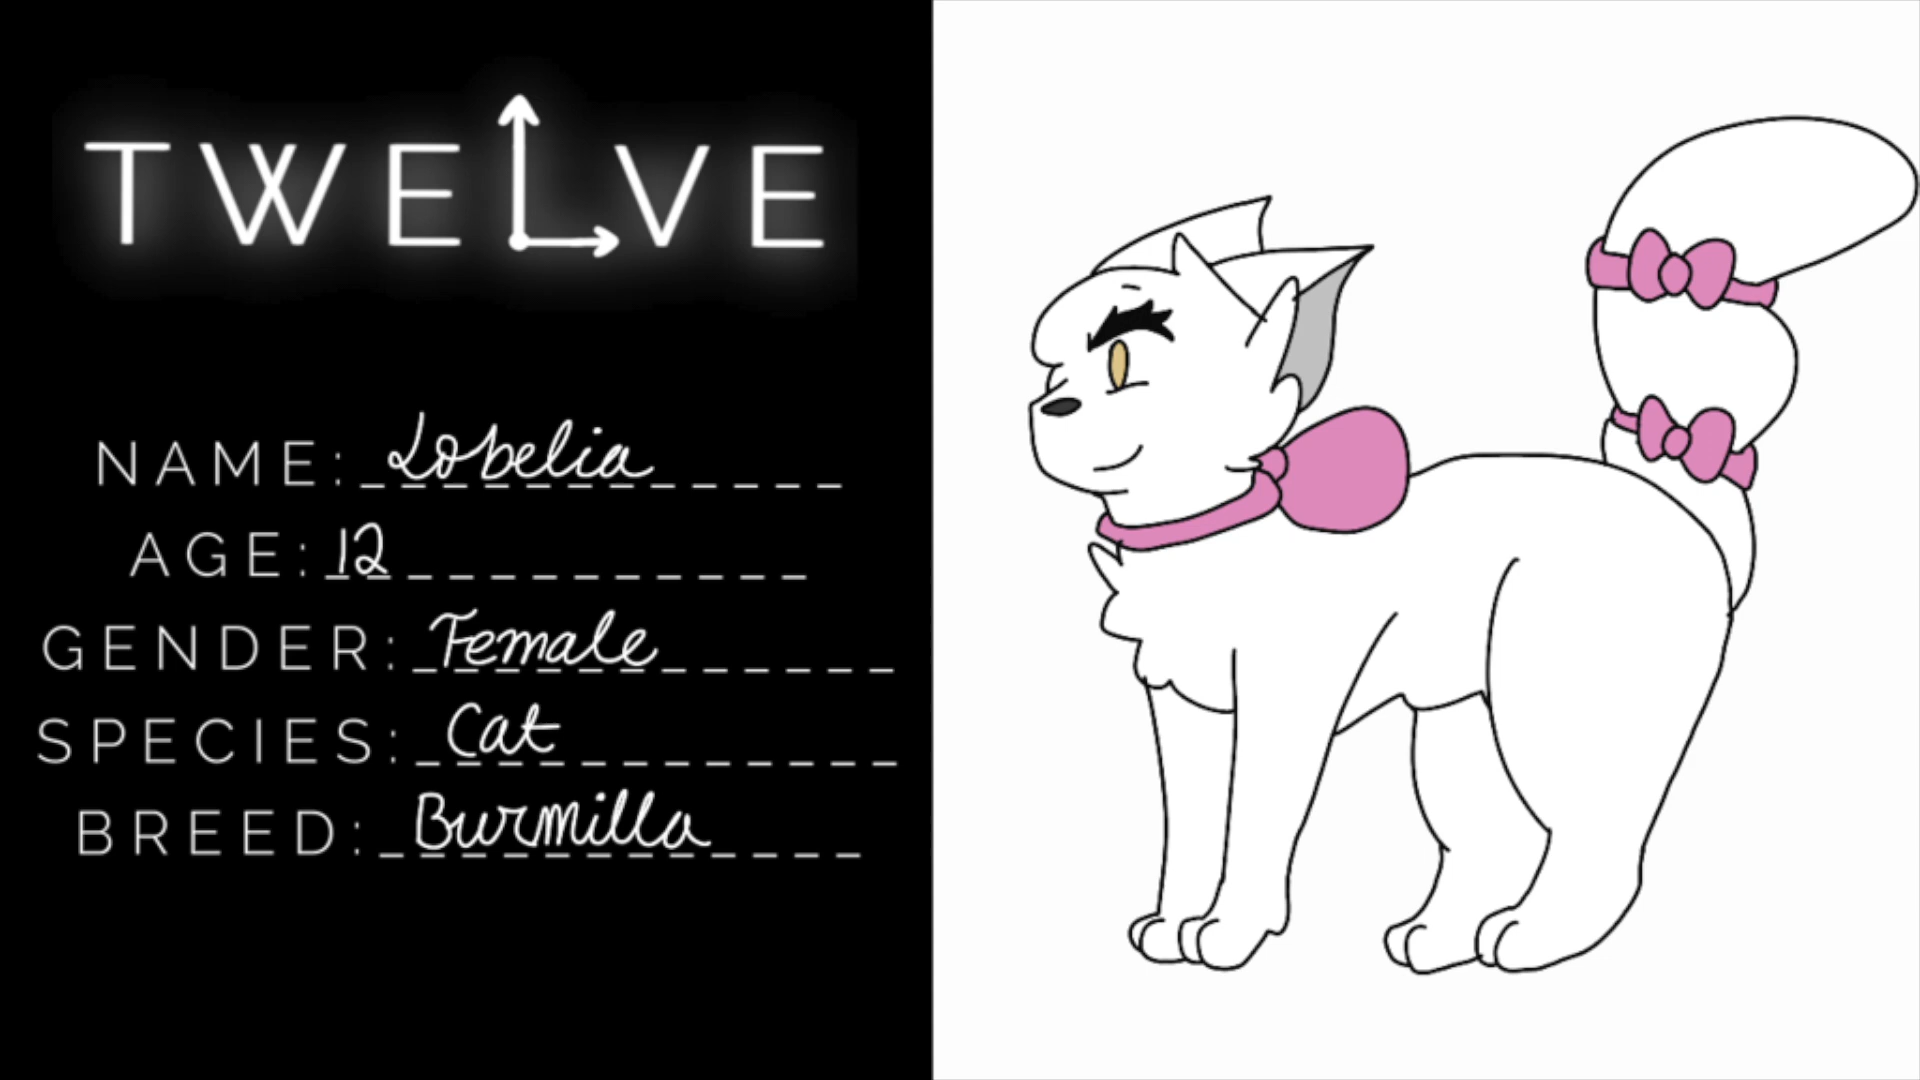 TWELVE
NAME: Lobelia
AGE: 12
GENDER: Female
SPECIES: Cat
BREED: Burmilla